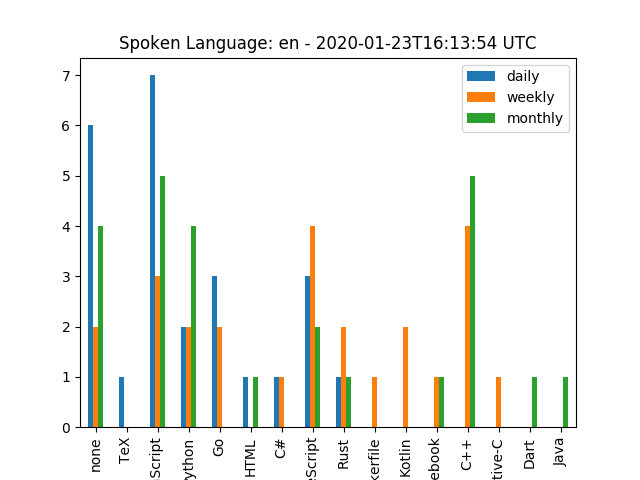 Spoken Language: en - 2020-01-23T16:13:54 UTC
daily
weekly
monthly
7
6
5
4
3
2
1
0
none
TeX
Script
ython
Go
HTML
C#
eScript
Rust
kerfile
Kotlin
ebook
C++
tive-C
Dart
Java